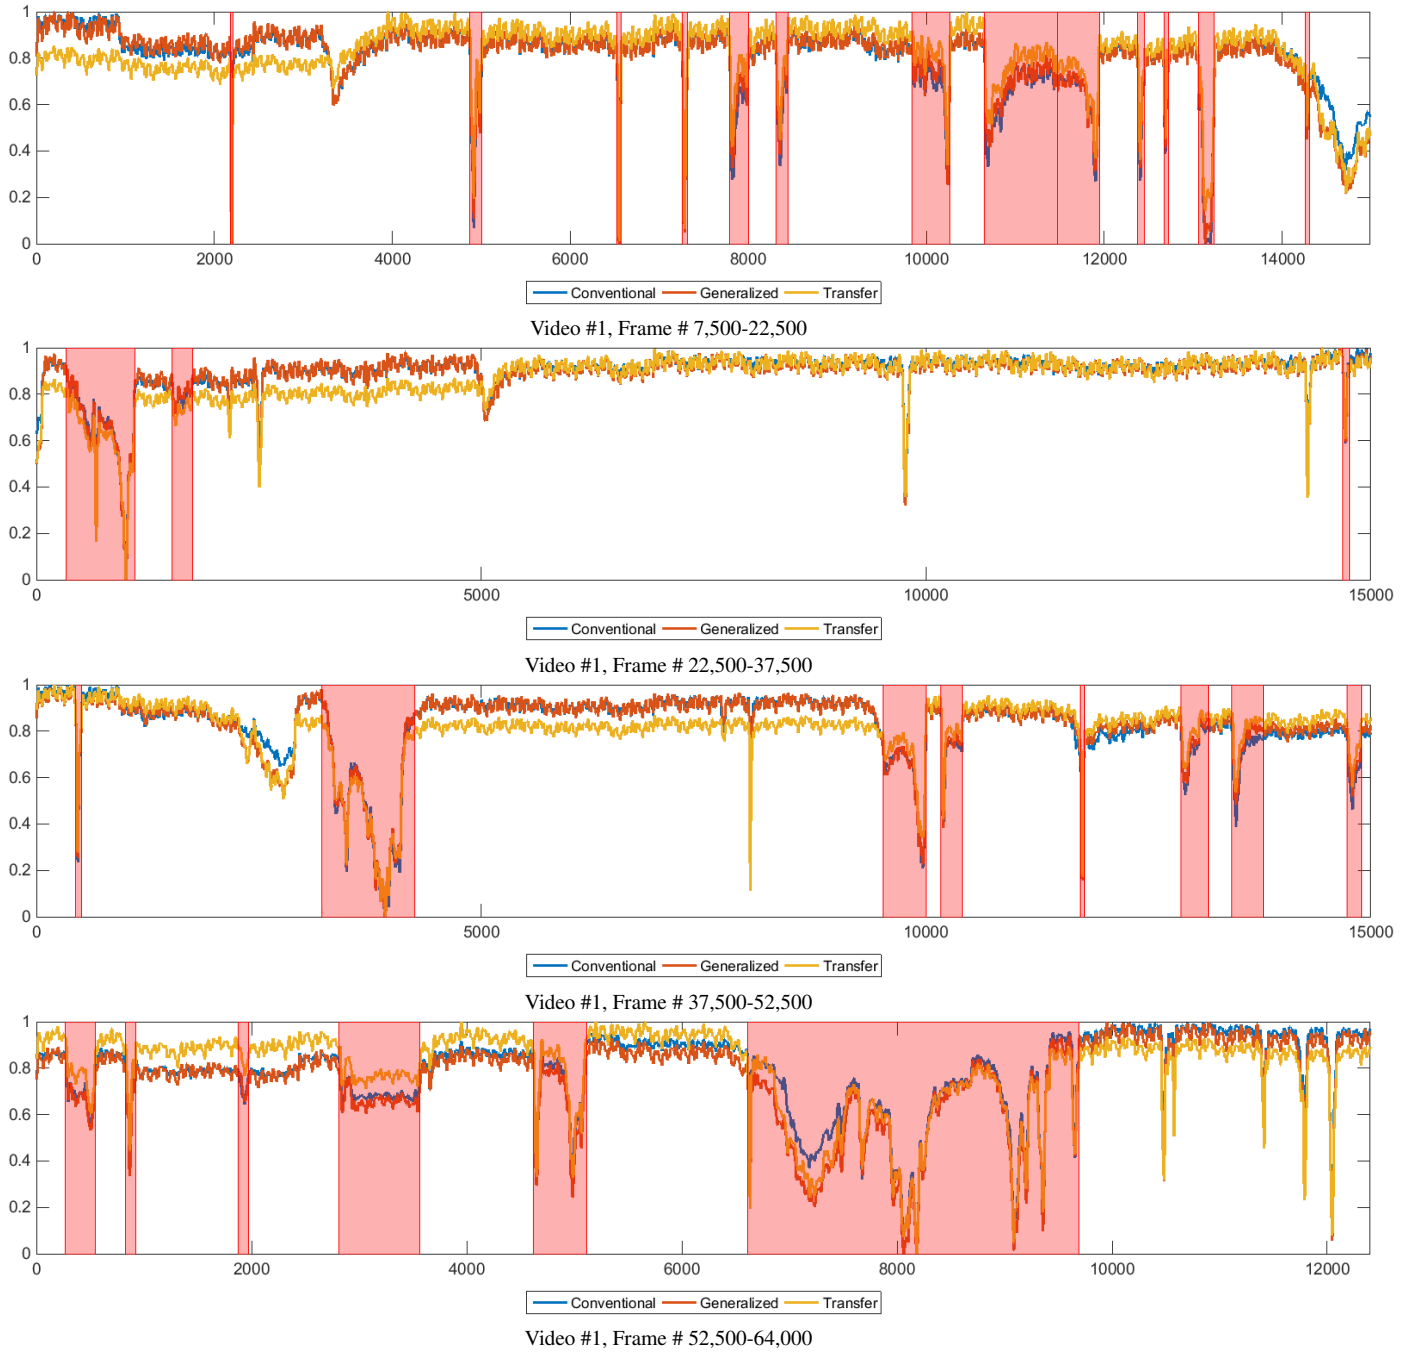 1
0.8
0.6
0.4
0.2
0
0 2000 4000 6000 8000 10000 12000 14000
Conventional Generalized Transfer
Video #1, Frame # 7,500-22,500
1
0.8
0.6
0.4
0.2
0
0 5000 10000 15000
Conventional Generalized Transfer
Video #1, Frame # 22,500-37,500
1
0.8
0.6
0.4
0.2
0
0 5000 10000 15000
Conventional Generalized Transfer
Video #1, Frame # 37,500-52,500
1
0.8
0.6
0.4
0.2
0
0 2000 4000 6000 8000 10000 12000
Conventional Generalized Transfer
Video #1, Frame # 52,500-64,000